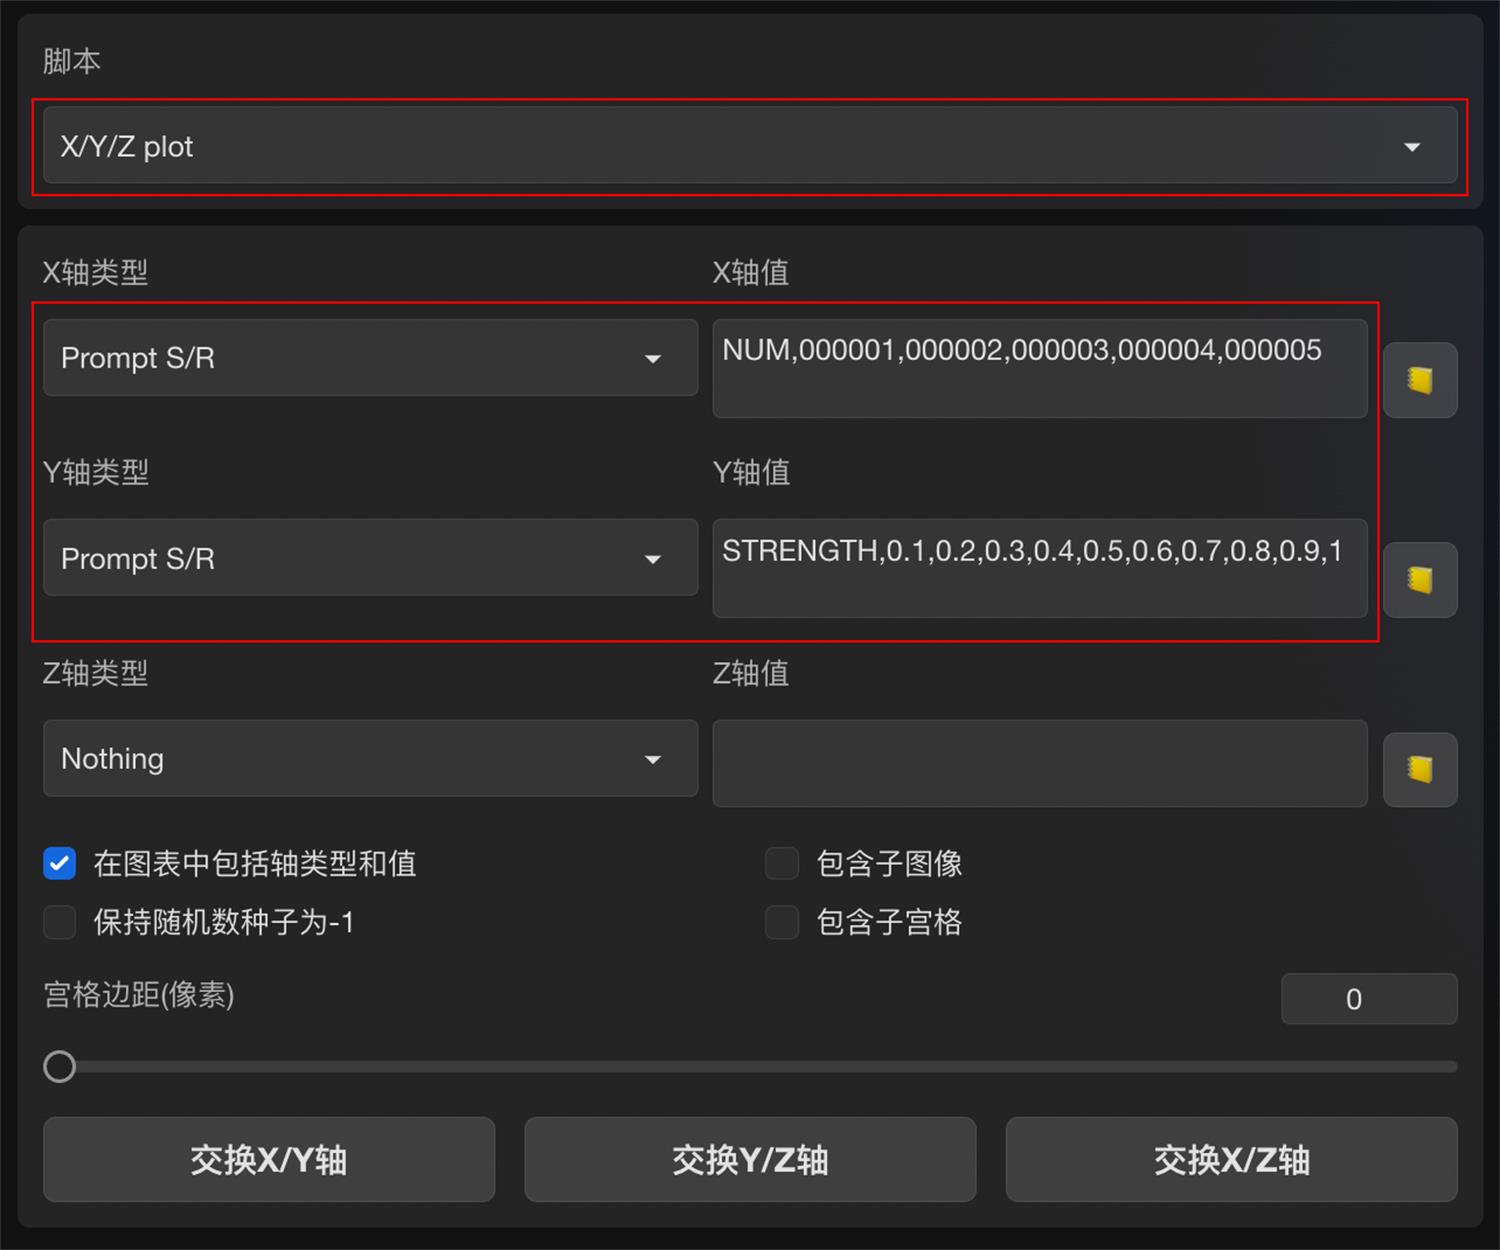 脚本
X/Y/Z plot
X轴类型
X轴值
Prompt S/R
NUM,000001,000002,000003,000004,000005
Y轴类型
Y轴值
Prompt S/R
STRENGTH,0.1,0.2,0.3,0.4,0.5,0.6,0.7,0.8,0.9,1
Z轴类型
Z轴值
Nothing
在图表中包括轴类型和值
包含子图像
保持随机数种子为-1
包含子宫格
宫格边距(像素)
0
交换X/Y轴
交换Y/Z轴
交换X/Z轴